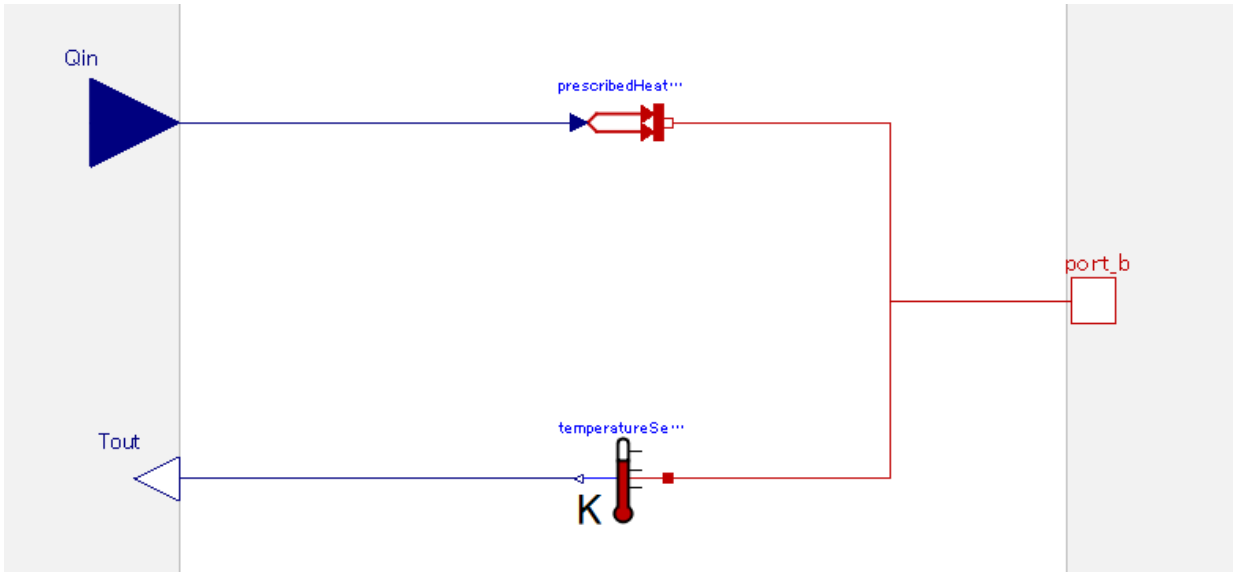 Qin
prescribedHeat···
port_b
temperatureSe···
Tout
K